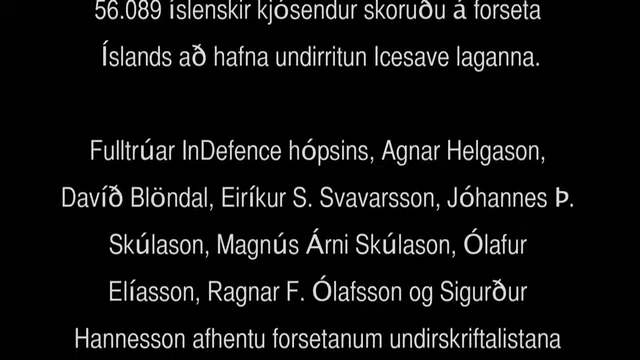 56.089 íslenskir kjósendur skoruðu á forseta
Íslands að hafna undirritun Icesave laganna.
Fulltrúar InDefence hópsins, Agnar Helgason,
Davíð Blöndal, Eiríkur S. Svavarsson, Jóhannes Þ.
Skúlason, Magnús Árni Skúlason, Ólafur
Elíasson, Ragnar F. Ólafsson og Sigurður
Hannesson afhentu forsetanum undirskriftalistana